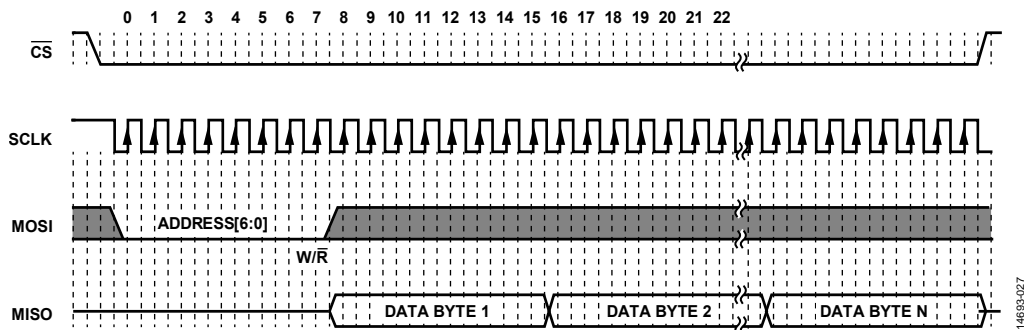 0 1 2 3 4 5 6 7 8 9 10 11 12 13 14 15 16 17 18 19 20 21 22
CS
SCLK
MOSI
ADDRESS[6:0]
W/R
MISO
DATA BYTE 1
DATA BYTE 2
DATA BYTE N
14693-027